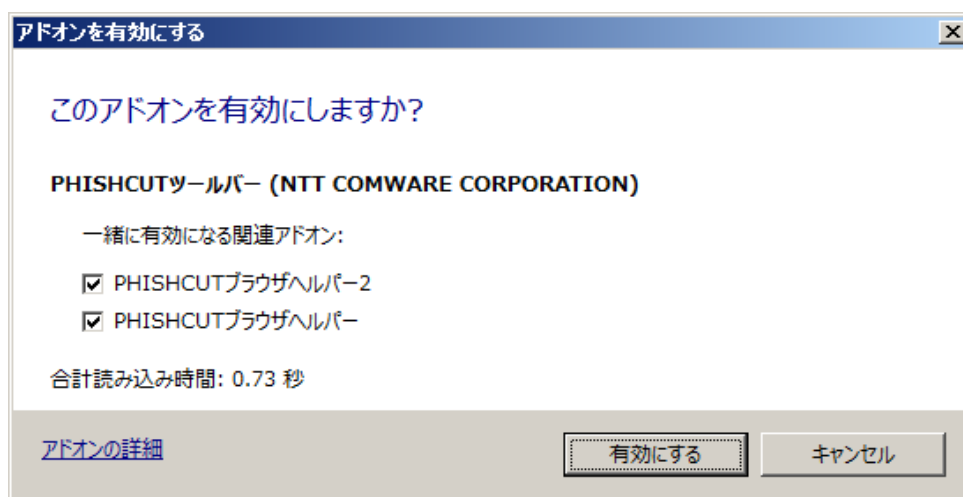 アドオンを有効にする
このアドオンを有効にしますか?
PHISHCUTツールバー (NTT COMWARE CORPORATION)
一緒に有効になる関連アドオン:
PHISHCUTブラウザヘルパー2
PHISHCUTブラウザヘルパー
合計読み込み時間: 0.73 秒
アドオンの詳細
有効にする
キャンセル